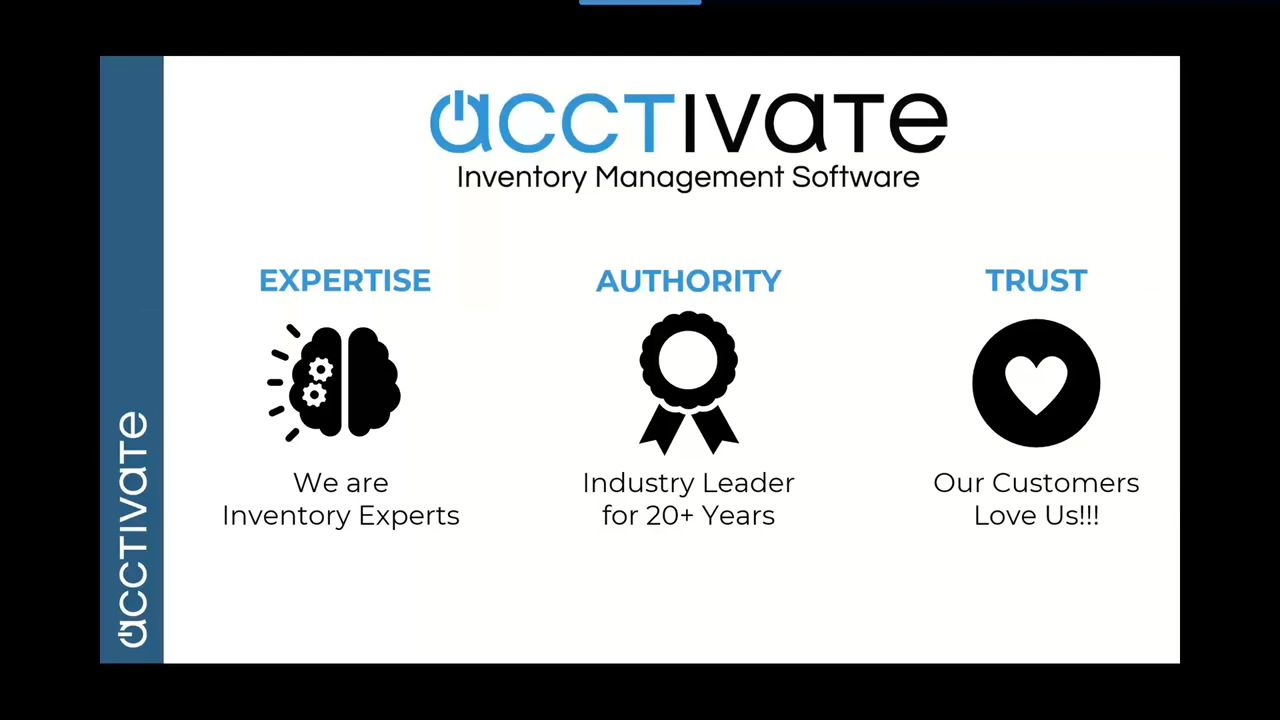 acctivate
Inventory Management Software
EXPERTISE
AUTHORITY
TRUST
We are
Inventory Experts
Industry Leader
for 20+ Years
Our Customers
Love Us!!!
acctivate